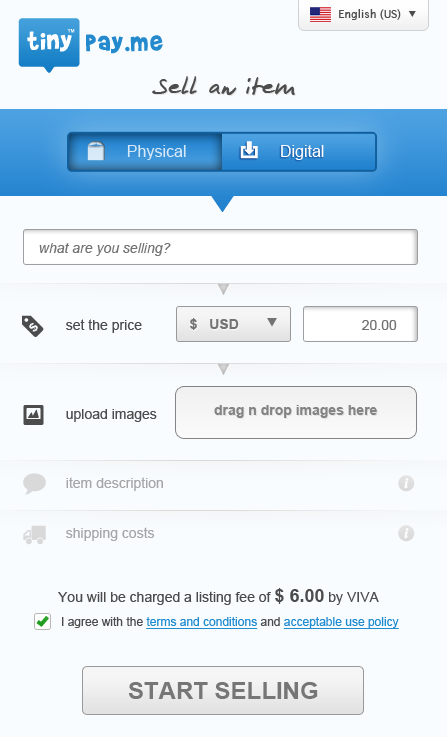 English (US)
tiny™ Pay.me
Sell an item
Physical Digital
what are you selling?
set the price $ USD 20.00
upload images drag n drop images here
item description i
shipping costs i
You will be charged a listing fee of $ 6.00 by VIVA
I agree with the terms and conditions and acceptable use policy
START SELLING